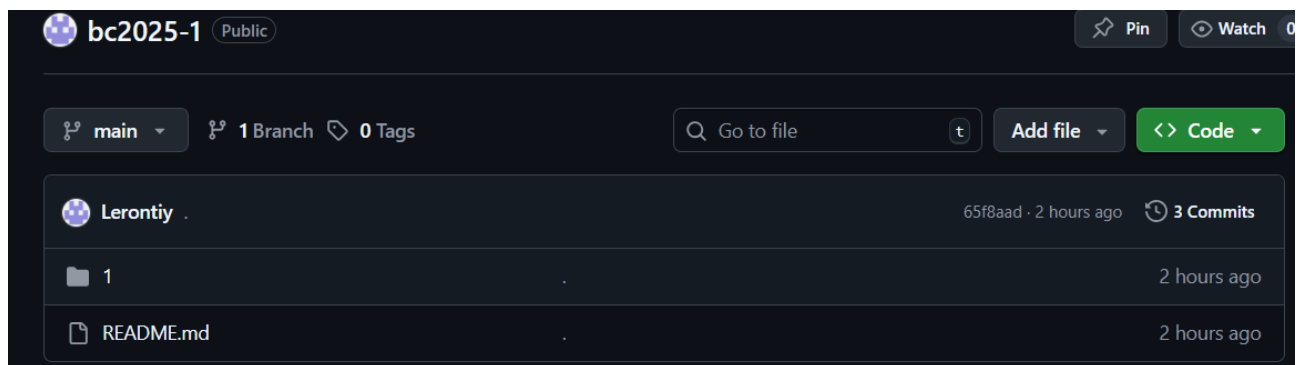 bc2025-1 Public Pin Watch 0
main 1 Branch 0 Tags Go to file t Add file <> Code
Lerontiy . 65f8aad · 2 hours ago 3 Commits
1 . 2 hours ago
README.md . 2 hours ago